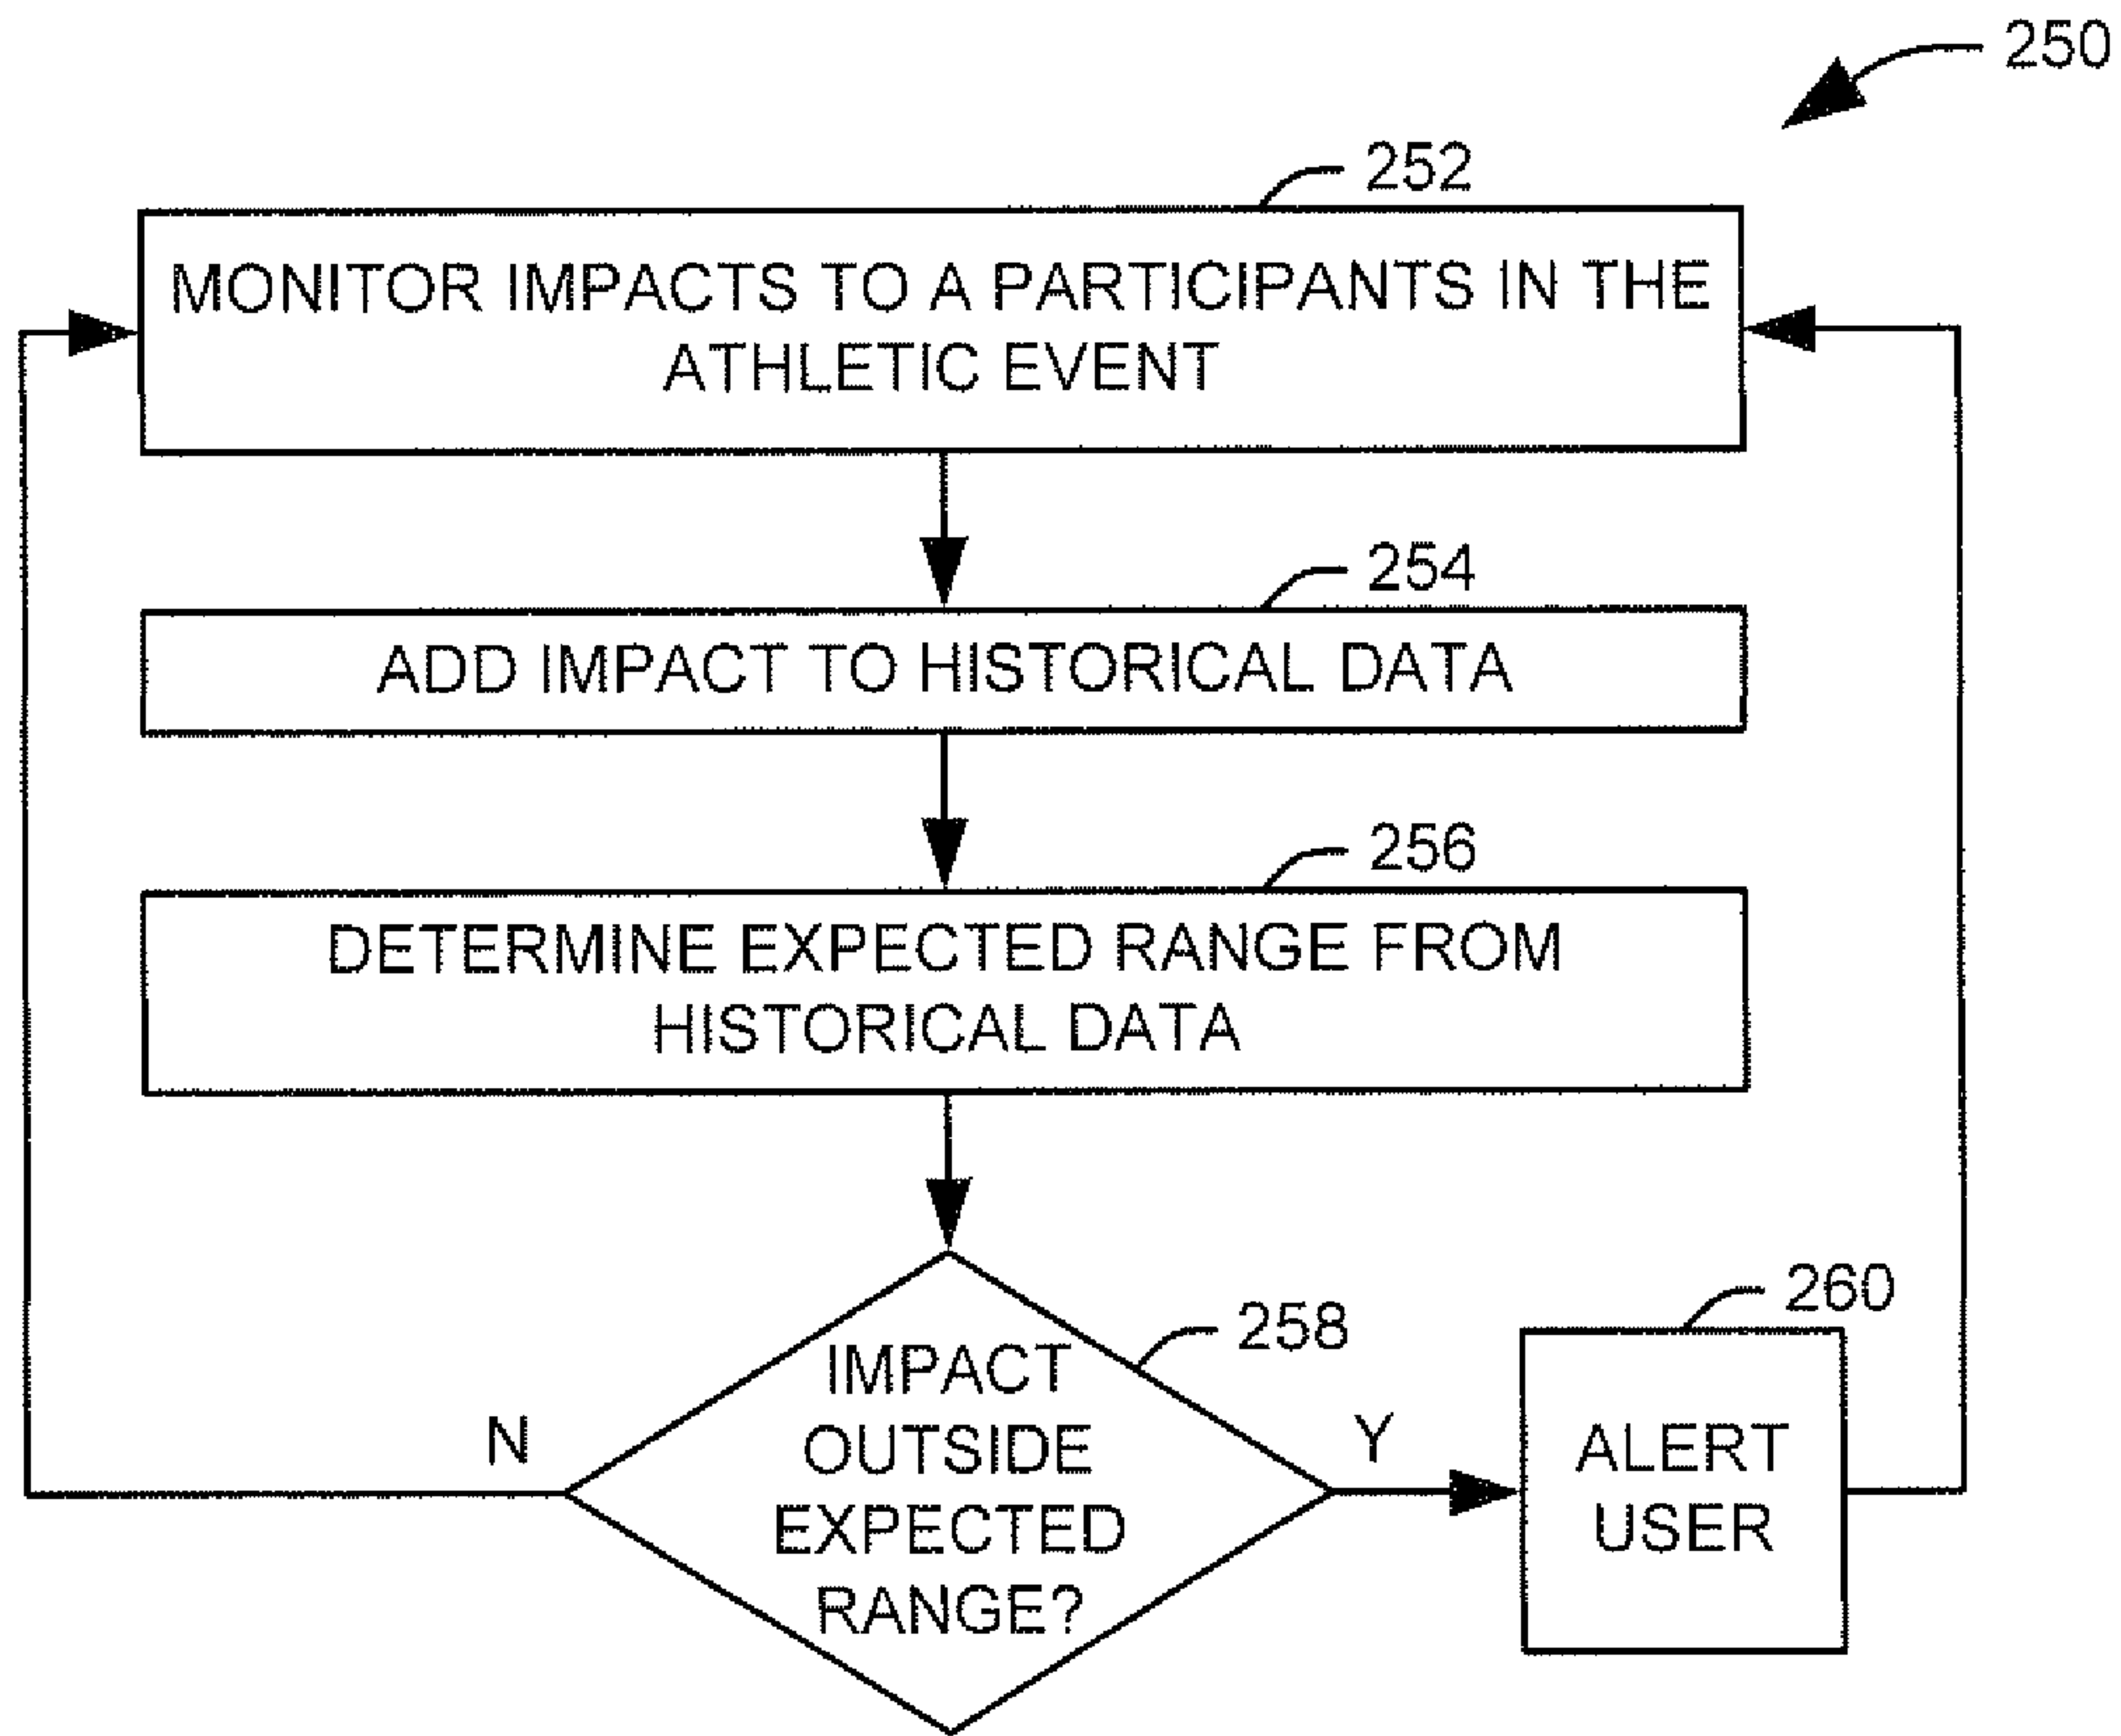 250
252
MONITOR IMPACTS TO A PARTICIPANTS IN THE
ATHLETIC EVENT
254
ADD IMPACT TO HISTORICAL DATA
256
DETERMINE EXPECTED RANGE FROM
HISTORICAL DATA
258
IMPACT
OUTSIDE
EXPECTED
RANGE?
N
Y
260
ALERT
USER